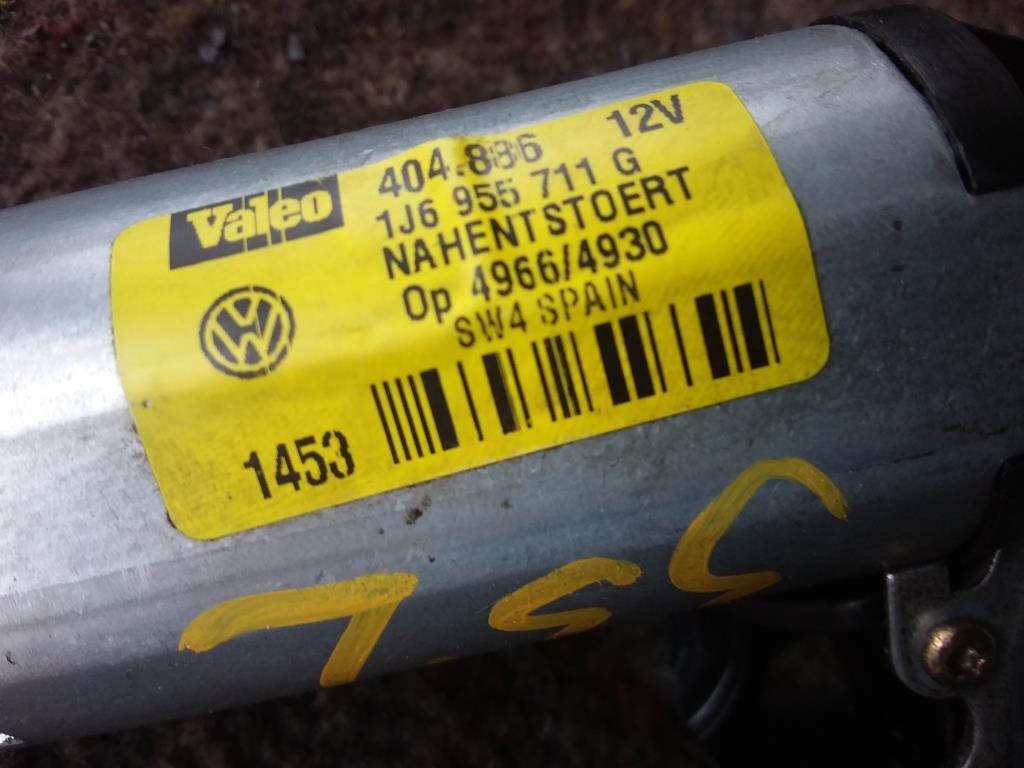 Valeo 404.886 12V
1J6 955 711 G
NAHENTSTOERT
Op 4966/4930
SW4 SPAIN
1453